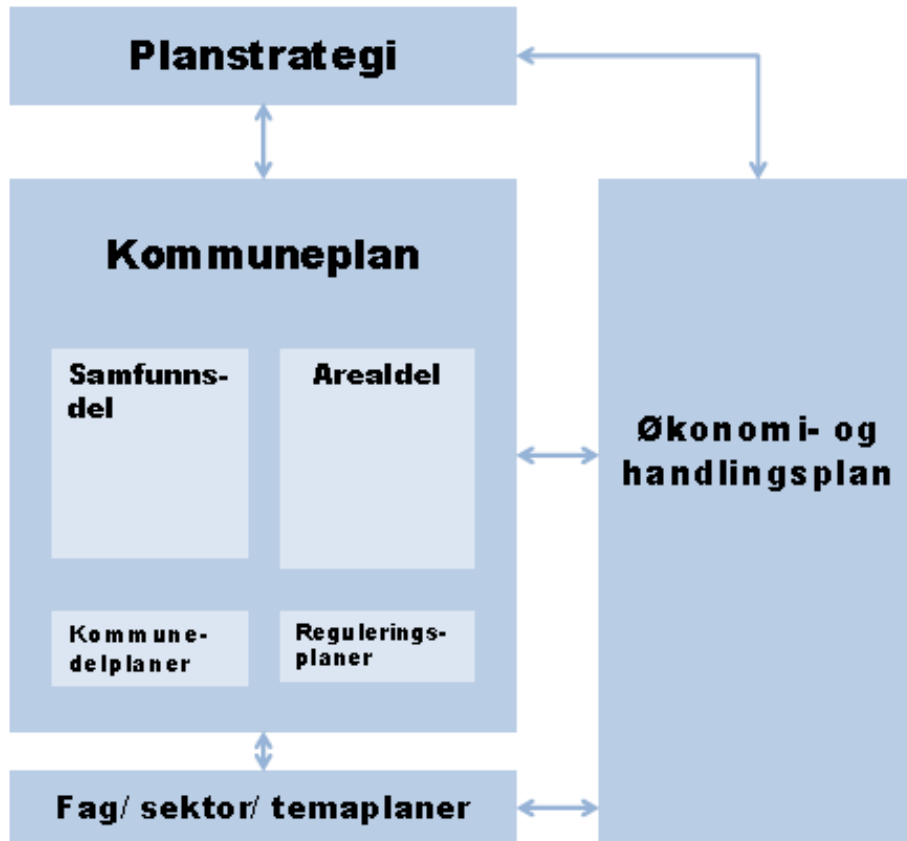 Planstrategi
Kommuneplan
Samfunns-
del
Arealdel
Kommune-
delplaner
Regulerings-
planer
Økonomi- og
handlingsplan
Fag/ sektor/ temaplaner